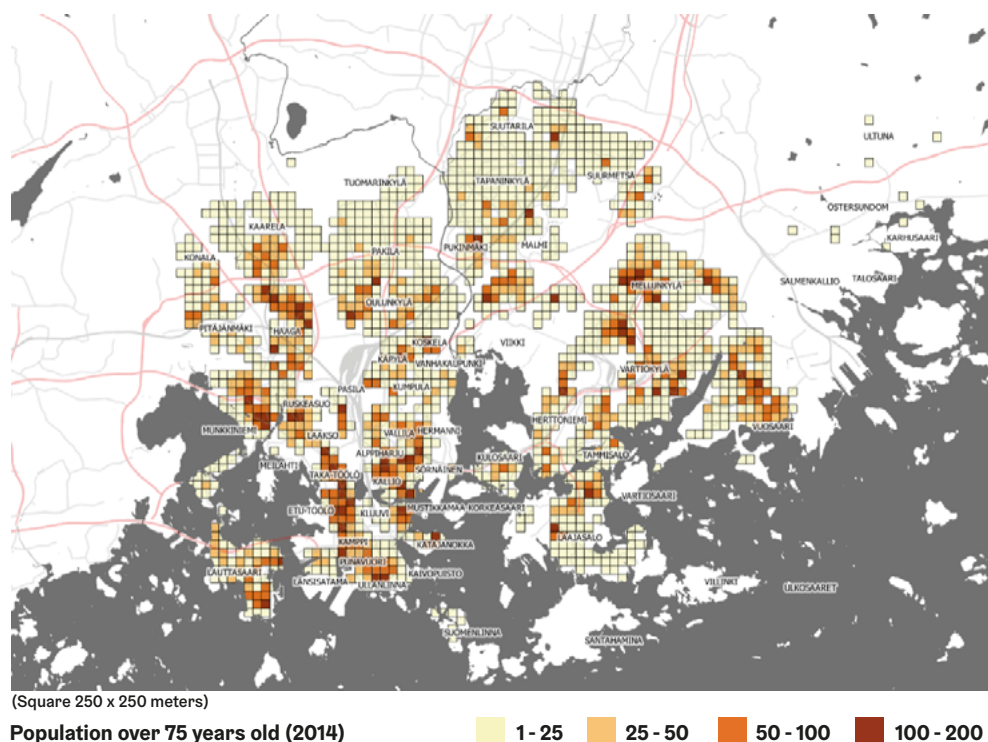 SUUTARILA
ULTUNA
TUOMARINKYLÄ
TAPANINKYLÄ
SUURMETSÄ
ÖSTERSUNDOM
KAARELA
KARHUSAARI
PAKILA
PUKINMÄKI
MALMI
KONALA
SALMENKALLIO
TALOSAARI
MELLUNKYLÄ
OULUNKYLÄ
PITÄJÄNMÄKI
HAAGA
KOSKELA
VIIKKI
KÄPYLÄ
VANHAKAUPUNKI
VARTIOKYLÄ
PASILA
KUMPULA
RUSKEASUO
HERTTONIEMI
MUNKKINIEMI
LAAKSO
VALLILA
HERMANNI
VUOSAARI
ALPPIHARJU
KULOSAARI
TAMMISALO
MEILAHTI
TAKA-TÖÖLÖ
SÖRNÄINEN
KALLIO
VARTIOSAARI
ETU-TÖÖLÖ
KLUUVI
MUSTIKKAMAA-KORKEASAARI
LAAJASALO
KAMPPI
KATAJANOKKA
PUNAVUORI
LAUTTASAARI
LÄNSISATAMA
ULLANLINNA
KAIVOPUISTO
VILLINKI
ULKOSAARET
SUOMENLINNA
SANTAHAMINA
(Square 250 x 250 meters)
Population over 75 years old (2014)
1 - 25
25 - 50
50 - 100
100 - 200